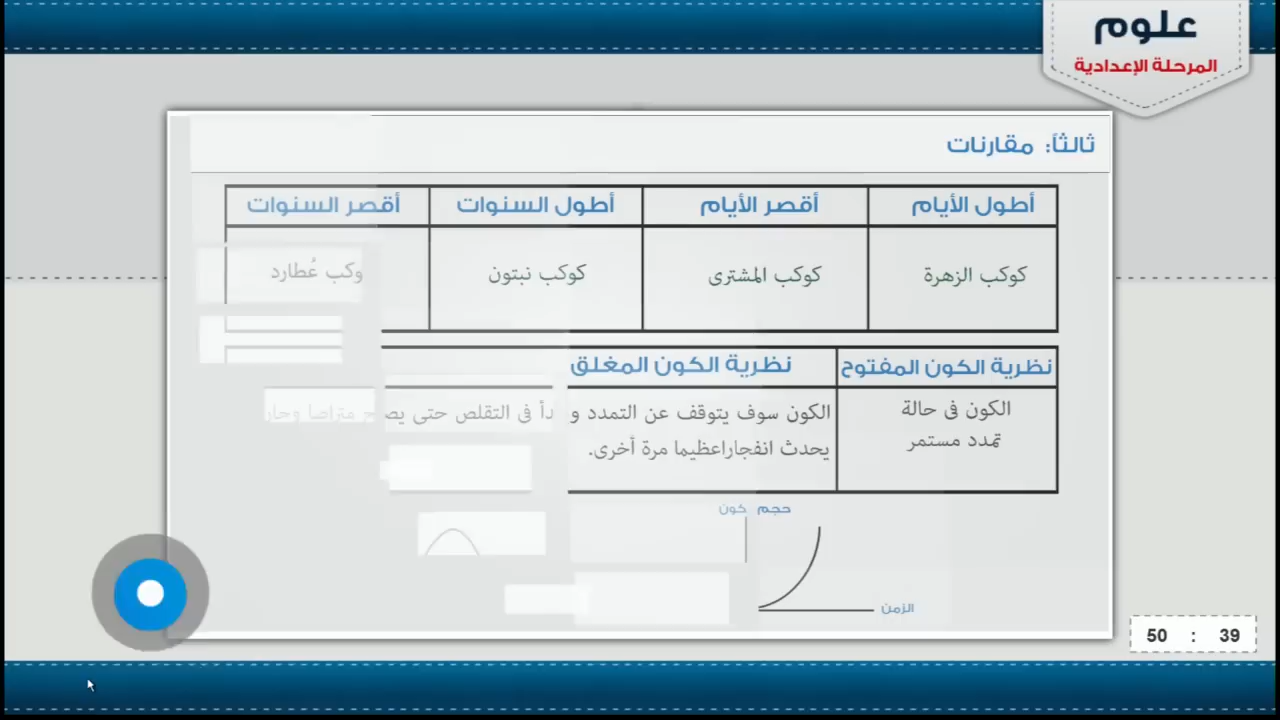 علوم
المرحلة الإعدادية
ثالثاً: مقارنات
أطول الأيام
أقصر الأيام
أطول السنوات
أقصر السنوات
كوكب الزهرة
كوكب المشترى
كوكب نبتون
وكب عُطارد
نظرية الكون المفتوح
نظرية الكون المغلق
الكون فى حالة
تمدد مستمر
الكون سوف يتوقف عن التمدد و دأ فى التقلص حتى
يحدث انفجاراعظيما مرة أخرى.
حجم كون
الزمن
50 : 39